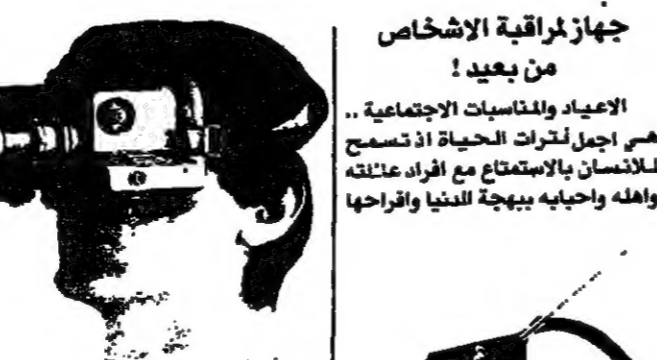 جهاز لمراقبة الاشخاص
من بعيد !
الاعياد والمناسبات الاجتماعية ..
هي اجمل فترات الحياة اذ تسمح
للانسان بالاستمتاع مع افراد عائلته
واهله واحبابه ببهجة الدنيا وافراحها